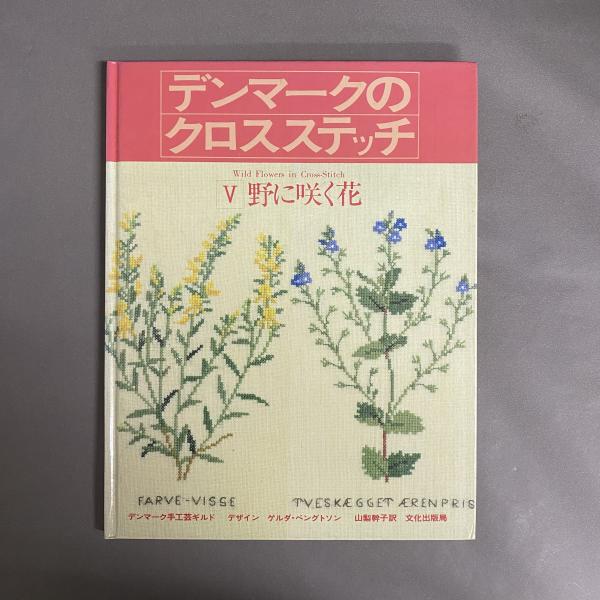 デンマークの
クロスステッチ
Wild Flowers in Cross-Stitch
V 野に咲く花
FARVE-VISSE
TVESKÆGGET ÆRENPRIS
デンマーク手工芸ギルド デザイン ゲルダ・ベングトソン 山梨幹子訳 文化出版局